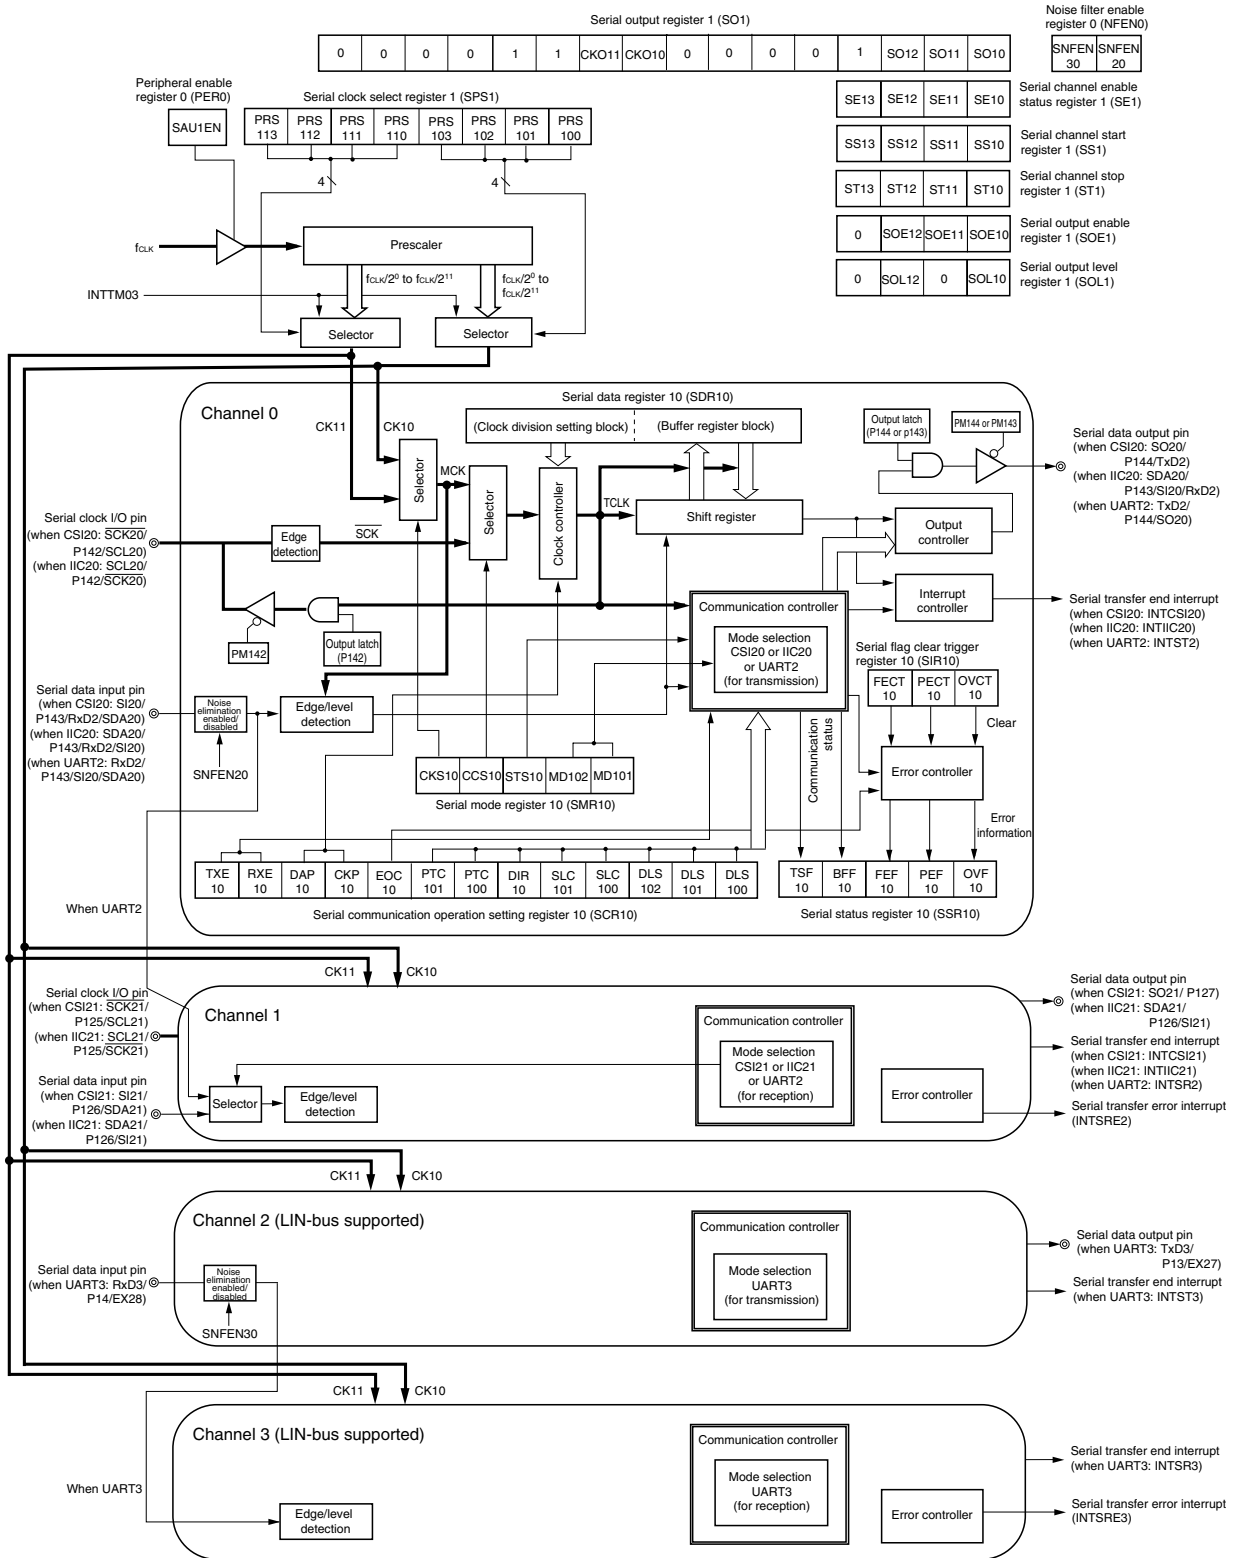 Serial output register 1 (SO1)
0 0 0 0 1 1 CKO11 CKO10 0 0 0 0 1 SO12 SO11 SO10
Noise filter enable
register 0 (NFEN0)
SNFEN 30 SNFEN 20
Peripheral enable
register 0 (PER0)
SAU1EN
Serial clock select register 1 (SPS1)
PRS 113 PRS 112 PRS 111 PRS 110 PRS 103 PRS 102 PRS 101 PRS 100
4 4
SE13 SE12 SE11 SE10
Serial channel enable
status register 1 (SE1)
SS13 SS12 SS11 SS10
Serial channel start
register 1 (SS1)
ST13 ST12 ST11 ST10
Serial channel stop
register 1 (ST1)
0 SOE12 SOE11 SOE10
Serial output enable
register 1 (SOE1)
0 SOL12 0 SOL10
Serial output level
register 1 (SOL1)
fCLK
Prescaler
fCLK/2⁰ to fCLK/2¹¹
fCLK/2⁰ to
fCLK/2¹¹
INTTM03
Selector
Selector
Channel 0
CK11
CK10
Serial data register 10 (SDR10)
(Clock division setting block)
(Buffer register block)
Selector
MCK
Selector
Clock controller
TCLK
Shift register
Output latch
(P144 or p143)
PM144 or PM143
Serial data output pin
(when CSI20: SO20/
P144/TxD2)
(when IIC20: SDA20/
P143/SI20/RxD2)
(when UART2: TxD2/
P144/SO20)
Output
controller
Interrupt
controller
Serial transfer end interrupt
(when CSI20: INTCSI20)
(when IIC20: INTIIC20)
(when UART2: INTST2)
Serial clock I/O pin
(when CSI20: SCK20/
P142/SCL20)
(when IIC20: SCL20/
P142/SCK20)
Edge
detection
SCK
PM142
Output latch
(P142)
Communication controller
Mode selection
CSI20 or IIC20
or UART2
(for transmission)
Serial flag clear trigger
register 10 (SIR10)
FECT 10 PECT 10 OVCT 10
Clear
Communication
status
Error controller
Error
information
Serial data input pin
(when CSI20: SI20/
P143/RxD2/SDA20)
(when IIC20: SDA20/
P143/RxD2/SI20)
(when UART2: RxD2/
P143/SI20/SDA20)
Noise
elimination
enabled/
disabled
SNFEN20
Edge/level
detection
CKS10 CCS10 STS10 MD102 MD101
Serial mode register 10 (SMR10)
TXE 10 RXE 10 DAP 10 CKP 10 EOC 10 PTC 101 PTC 100 DIR 10 SLC 101 SLC 100 DLS 102 DLS 101 DLS 100
Serial communication operation setting register 10 (SCR10)
TSF 10 BFF 10 FEF 10 PEF 10 OVF 10
Serial status register 10 (SSR10)
When UART2
CK11
CK10
Channel 1
Serial clock I/O pin
(when CSI21: SCK21/
P125/SCL21)
(when IIC21: SCL21/
P125/SCK21)
Serial data input pin
(when CSI21: SI21/
P126/SDA21)
(when IIC21: SDA21/
P126/SI21)
Selector
Edge/level
detection
Communication controller
Mode selection
CSI21 or IIC21
or UART2
(for reception)
Error controller
Serial data output pin
(when CSI21: SO21/ P127)
(when IIC21: SDA21/
P126/SI21)
Serial transfer end interrupt
(when CSI21: INTCSI21)
(when IIC21: INTIIC21)
(when UART2: INTSR2)
Serial transfer error interrupt
(INTSRE2)
CK11
CK10
Channel 2 (LIN-bus supported)
Serial data input pin
(when UART3: RxD3/
P14/EX28)
Noise
elimination
enabled/
disabled
SNFEN30
Communication controller
Mode selection
UART3
(for transmission)
Serial data output pin
(when UART3: TxD3/
P13/EX27)
Serial transfer end interrupt
(when UART3: INTST3)
CK11
CK10
Channel 3 (LIN-bus supported)
When UART3
Edge/level
detection
Communication controller
Mode selection
UART3
(for reception)
Error controller
Serial transfer end interrupt
(when UART3: INTSR3)
Serial transfer error interrupt
(INTSRE3)